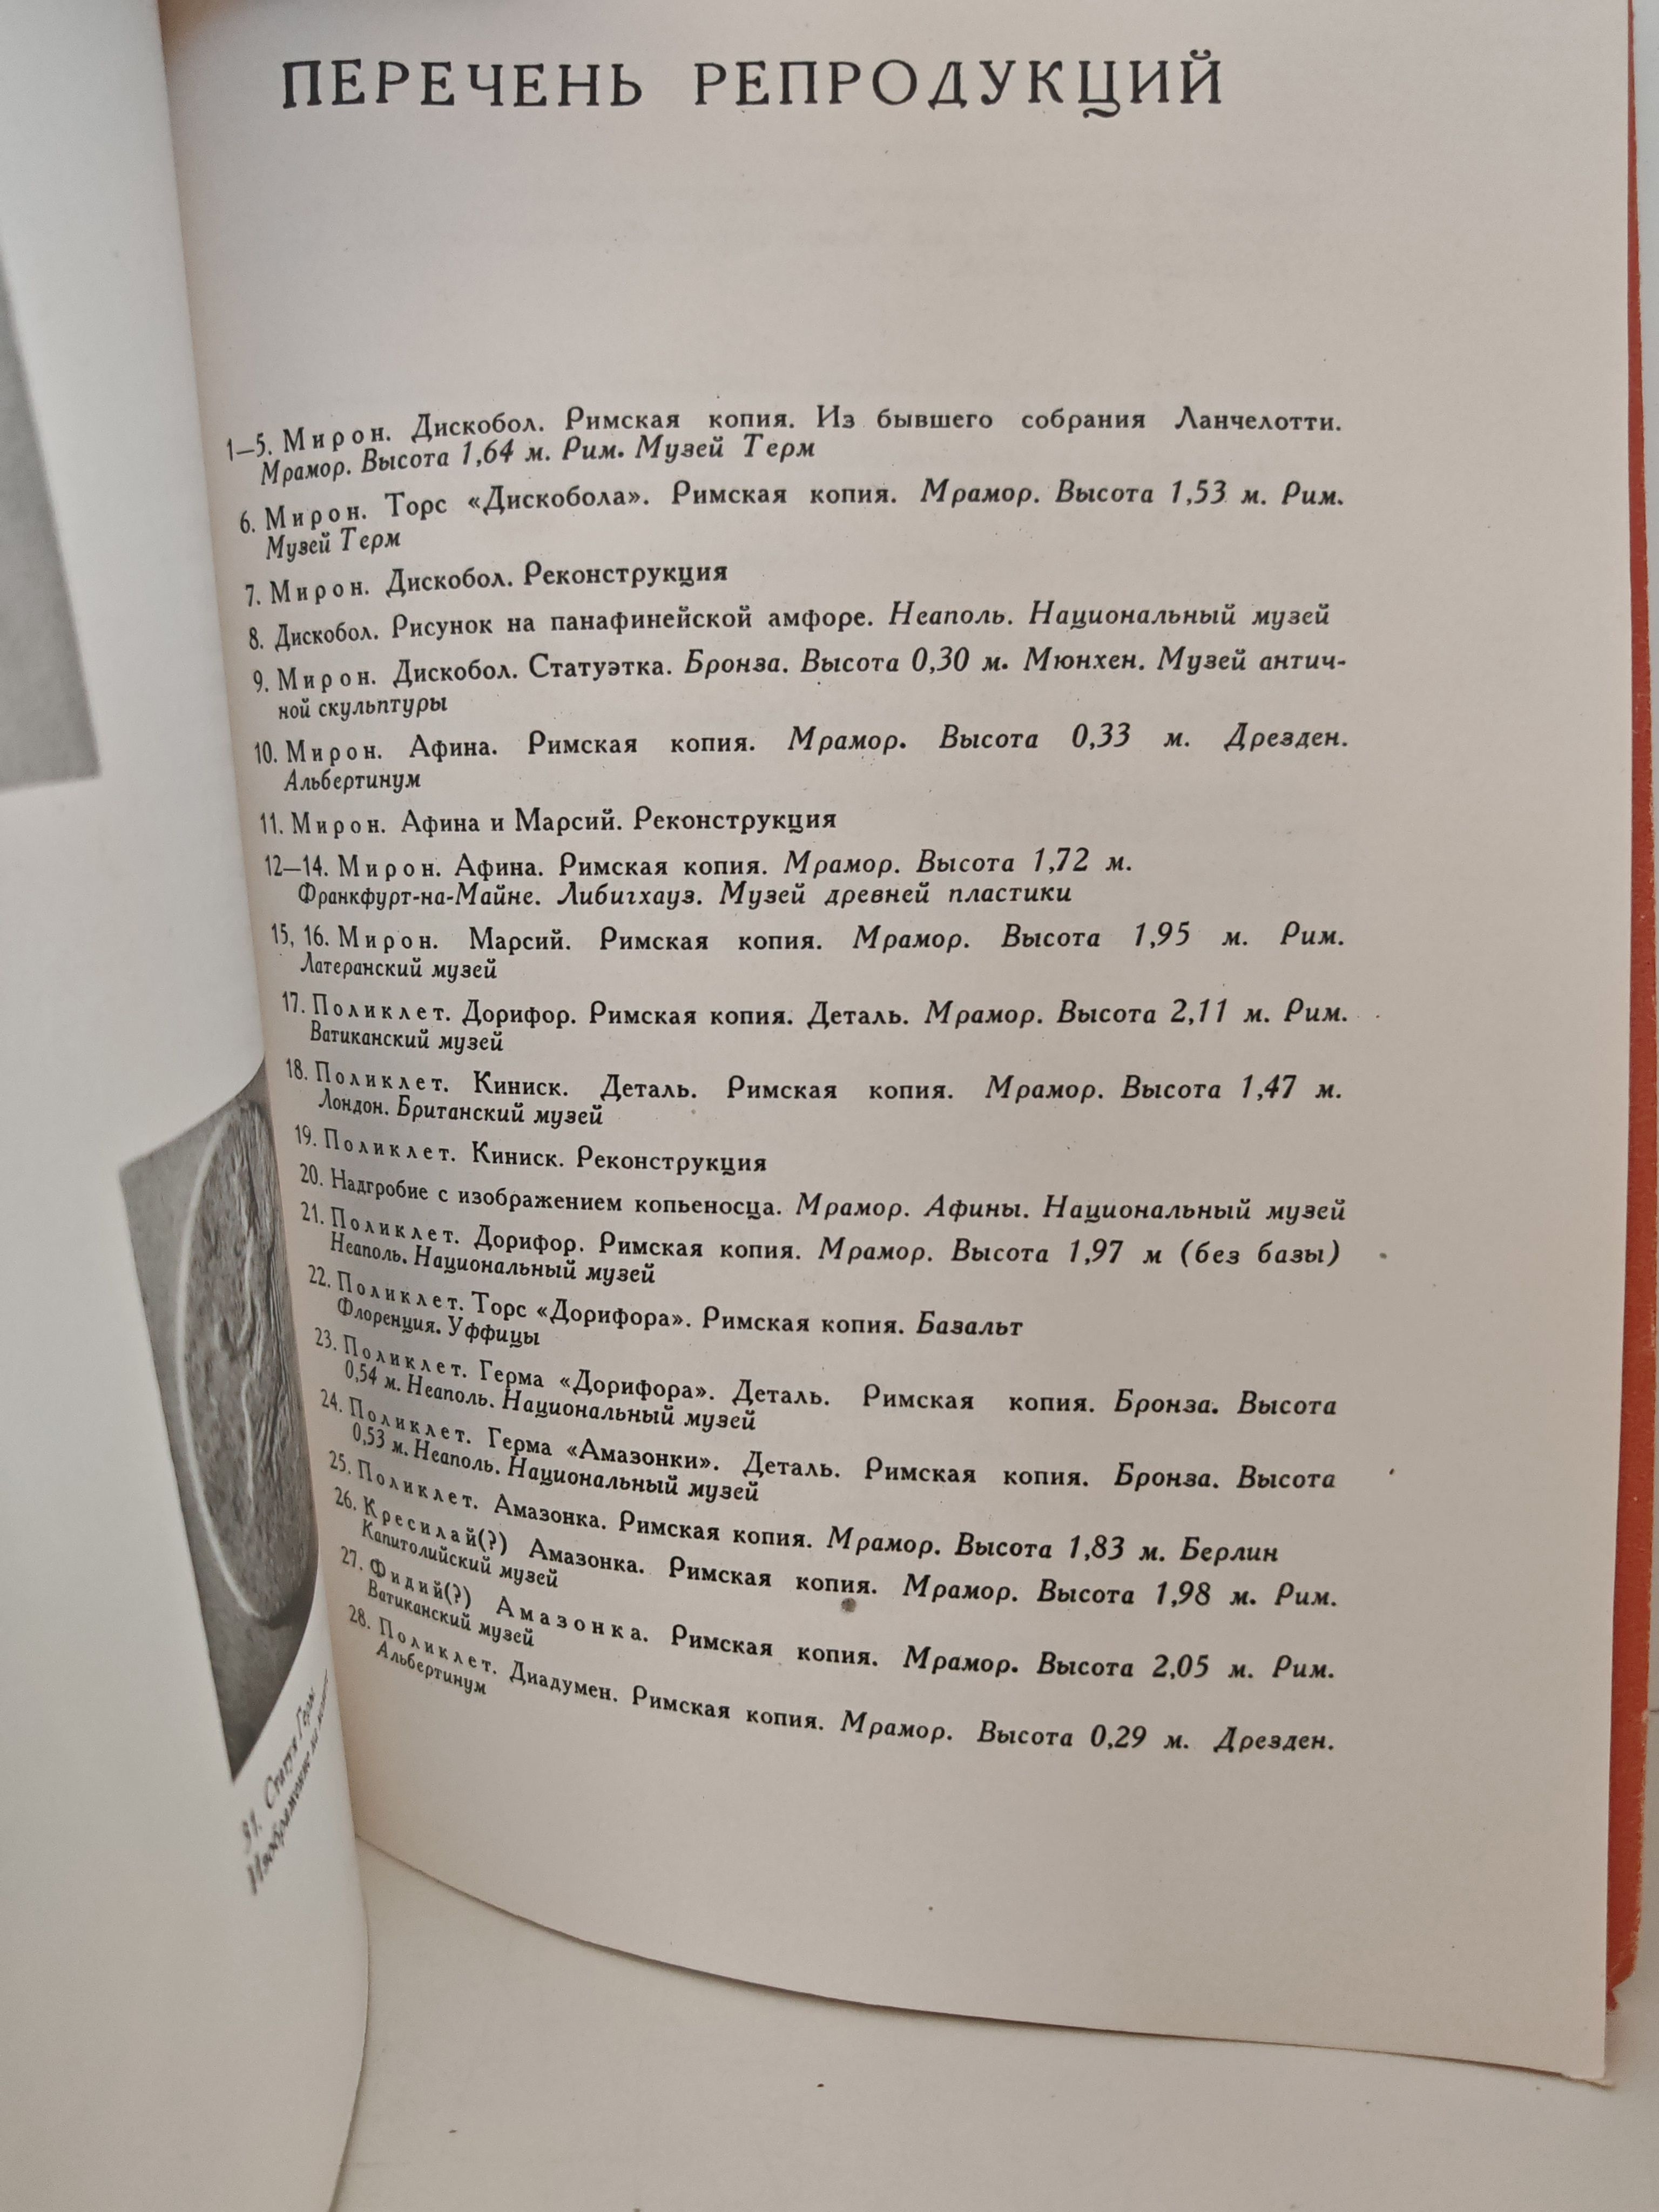 ПЕРЕЧЕНЬ РЕПРОДУКЦИЙ
1—5. Мирон. Дискобол. Римская копия. Из бывшего собрания Ланчелотти.
Мрамор. Высота 1,64 м. Рим. Музей Терм
6. Мирон. Торс «Дискобола». Римская копия. Мрамор. Высота 1,53 м. Рим.
Музей Терм
7. Мирон. Дискобол. Реконструкция
8. Дискобол. Рисунок на панафинейской амфоре. Неаполь. Национальный музей
9. Мирон. Дискобол. Статуэтка. Бронза. Высота 0,30 м. Мюнхен. Музей антич-
ной скульптуры
10. Мирон. Афина. Римская копия. Мрамор. Высота 0,33 м. Дрезден.
Альбертинум
11. Мирон. Афина и Марсий. Реконструкция
12—14. Мирон. Афина. Римская копия. Мрамор. Высота 1,72 м.
Франкфурт-на-Майне. Либигхауз. Музей древней пластики
15, 16. Мирон. Марсий. Римская копия. Мрамор. Высота 1,95 м. Рим.
Латеранский музей
17. Поликлет. Дорифор. Римская копия. Деталь. Мрамор. Высота 2,11 м. Рим.
Ватиканский музей
18. Поликлет. Киниск. Деталь. Римская копия. Мрамор. Высота 1,47 м.
Лондон. Британский музей
19. Поликлет. Киниск. Реконструкция
20. Надгробие с изображением копьеносца. Мрамор. Афины. Национальный музей
21. Поликлет. Дорифор. Римская копия. Мрамор. Высота 1,97 м (без базы)
Неаполь. Национальный музей
22. Поликлет. Торс «Дорифора». Римская копия. Базальт
Флоренция. Уффицы
23. Поликлет. Герма «Дорифора». Деталь. Римская копия. Бронза. Высота
0,54 м. Неаполь. Национальный музей
24. Поликлет. Герма «Амазонки». Деталь. Римская копия. Бронза. Высота
0,53 м. Неаполь. Национальный музей
25. Поликлет. Амазонка. Римская копия. Мрамор. Высота 1,83 м. Берлин
26. Кресилай(?) Амазонка. Римская копия. Мрамор. Высота 1,98 м. Рим.
Капитолийский музей
27. Фидий(?) Амазонка. Римская копия. Мрамор. Высота 2,05 м. Рим.
Ватиканский музей
28. Поликлет. Диадумен. Римская копия. Мрамор. Высота 0,29 м. Дрезден.
Альбертинум
31. Статуя Геры